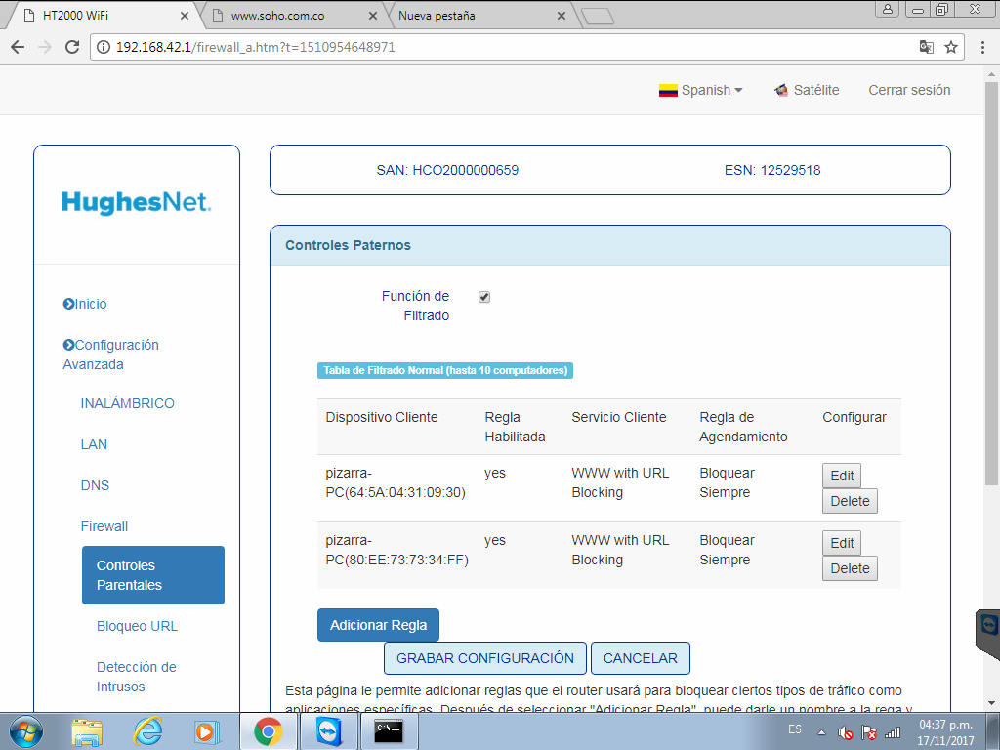 HT2000 WiFi
www.soho.com.co
Nueva pestaña
192.168.42.1/firewall_a.htm?t=1510954648971
Spanish
Satélite
Cerrar sesión
HughesNet.
SAN: HCO2000000659
ESN: 12529518
Inicio
Configuración
Avanzada
INALÁMBRICO
LAN
DNS
Firewall
Controles
Parentales
Bloqueo URL
Detección de
Intrusos
Controles Paternos
Función de
Filtrado
Tabla de Filtrado Normal (hasta 10 computadores)
Dispositivo Cliente
Regla
Habilitada
Servicio Cliente
Regla de
Agendamiento
Configurar
pizarra-
PC(64:5A:04:31:09:30)
yes
WWW with URL
Blocking
Bloquear
Siempre
Edit
Delete
pizarra-
PC(80:EE:73:73:34:FF)
yes
WWW with URL
Blocking
Bloquear
Siempre
Edit
Delete
Adicionar Regla
GRABAR CONFIGURACIÓN
CANCELAR
Esta página le permite adicionar reglas que el router usará para bloquear ciertos tipos de tráfico como
aplicaciones específicas. Después de seleccionar "Adicionar Regla", puede darle un nombre a la rega y
C:\
ES
04:37 p.m.
17/11/2017